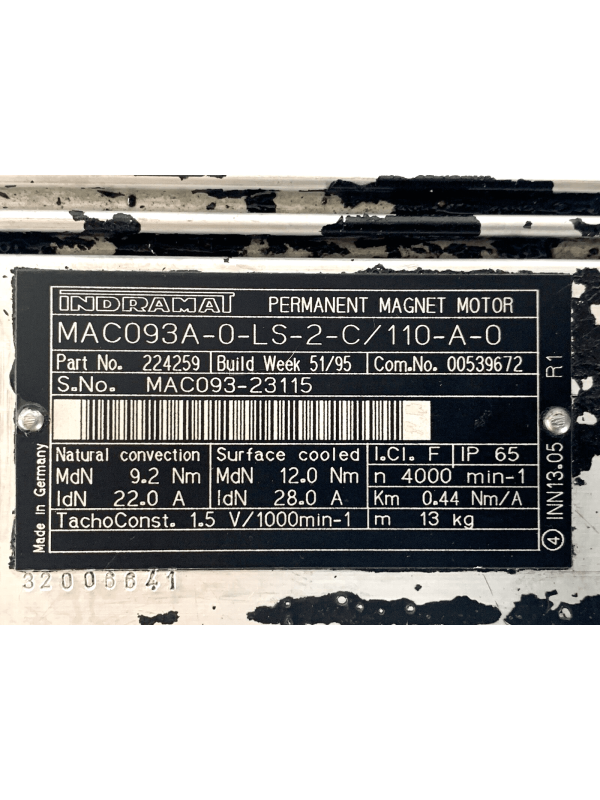 INDRAMAT PERMANENT MAGNET MOTOR
MAC093A-0-LS-2-C/110-A-0
Part No. 224259 Build Week 51/95 Com.No. 00539672
S.No. MAC093-23115
Natural convection Surface cooled I.Cl. F IP 65
MdN 9.2 Nm MdN 12.0 Nm n 4000 min-1
IdN 22.0 A IdN 28.0 A Km 0.44 Nm/A
TachoConst. 1.5 V/1000min-1 m 13 kg
Made in Germany
④ INN13.05 R1
32006641